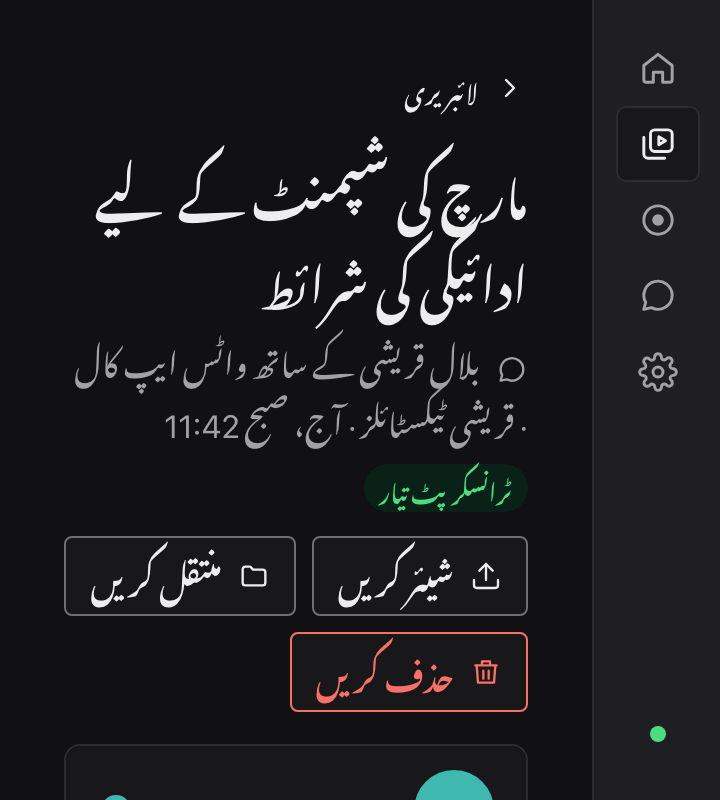 لائبریری
مارچ کی شپمنٹ کے لیے
ادائیگی کی شرائط
بلال قریشی کے ساتھ واٹس ایپ کال
· قریشی ٹیکسٹائلز · آج، صبح 11:42
ٹرانسکرپٹ تیار
شیئر کریں
منتقل کریں
حذف کریں